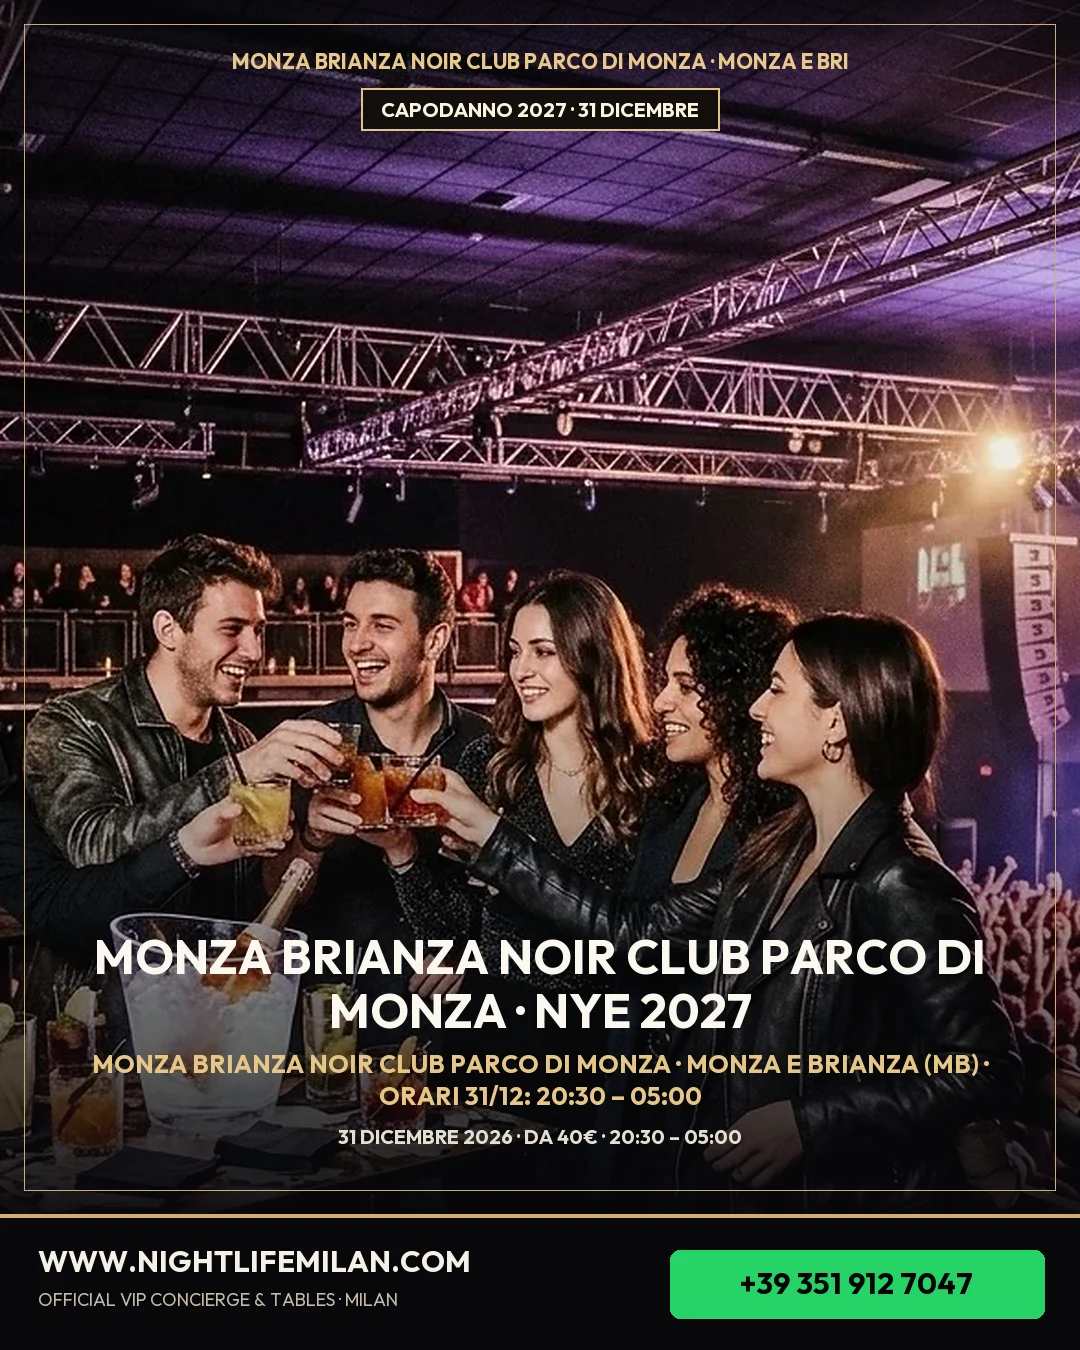 MONZA BRIANZA NOIR CLUB PARCO DI MONZA · MONZA E BRI
CAPODANNO 2027 · 31 DICEMBRE
MONZA BRIANZA NOIR CLUB PARCO DI
MONZA · NYE 2027
MONZA BRIANZA NOIR CLUB PARCO DI MONZA · MONZA E BRIANZA (MB) ·
ORARI 31/12: 20:30 – 05:00
31 DICEMBRE 2026 · DA 40€ · 20:30 – 05:00
WWW.NIGHTLIFEMILAN.COM
OFFICIAL VIP CONCIERGE & TABLES · MILAN
+39 351 912 7047